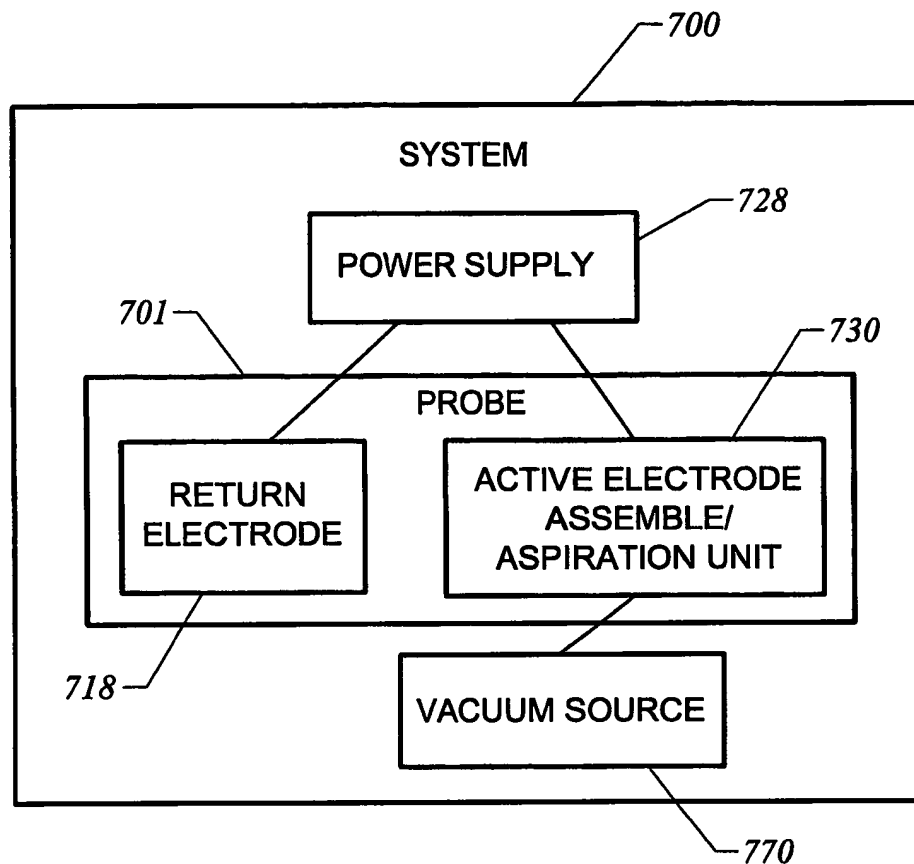 700
SYSTEM
728
POWER SUPPLY
701
730
PROBE
RETURN
ELECTRODE
ACTIVE ELECTRODE
ASSEMBLE/
ASPIRATION UNIT
718
VACUUM SOURCE
770